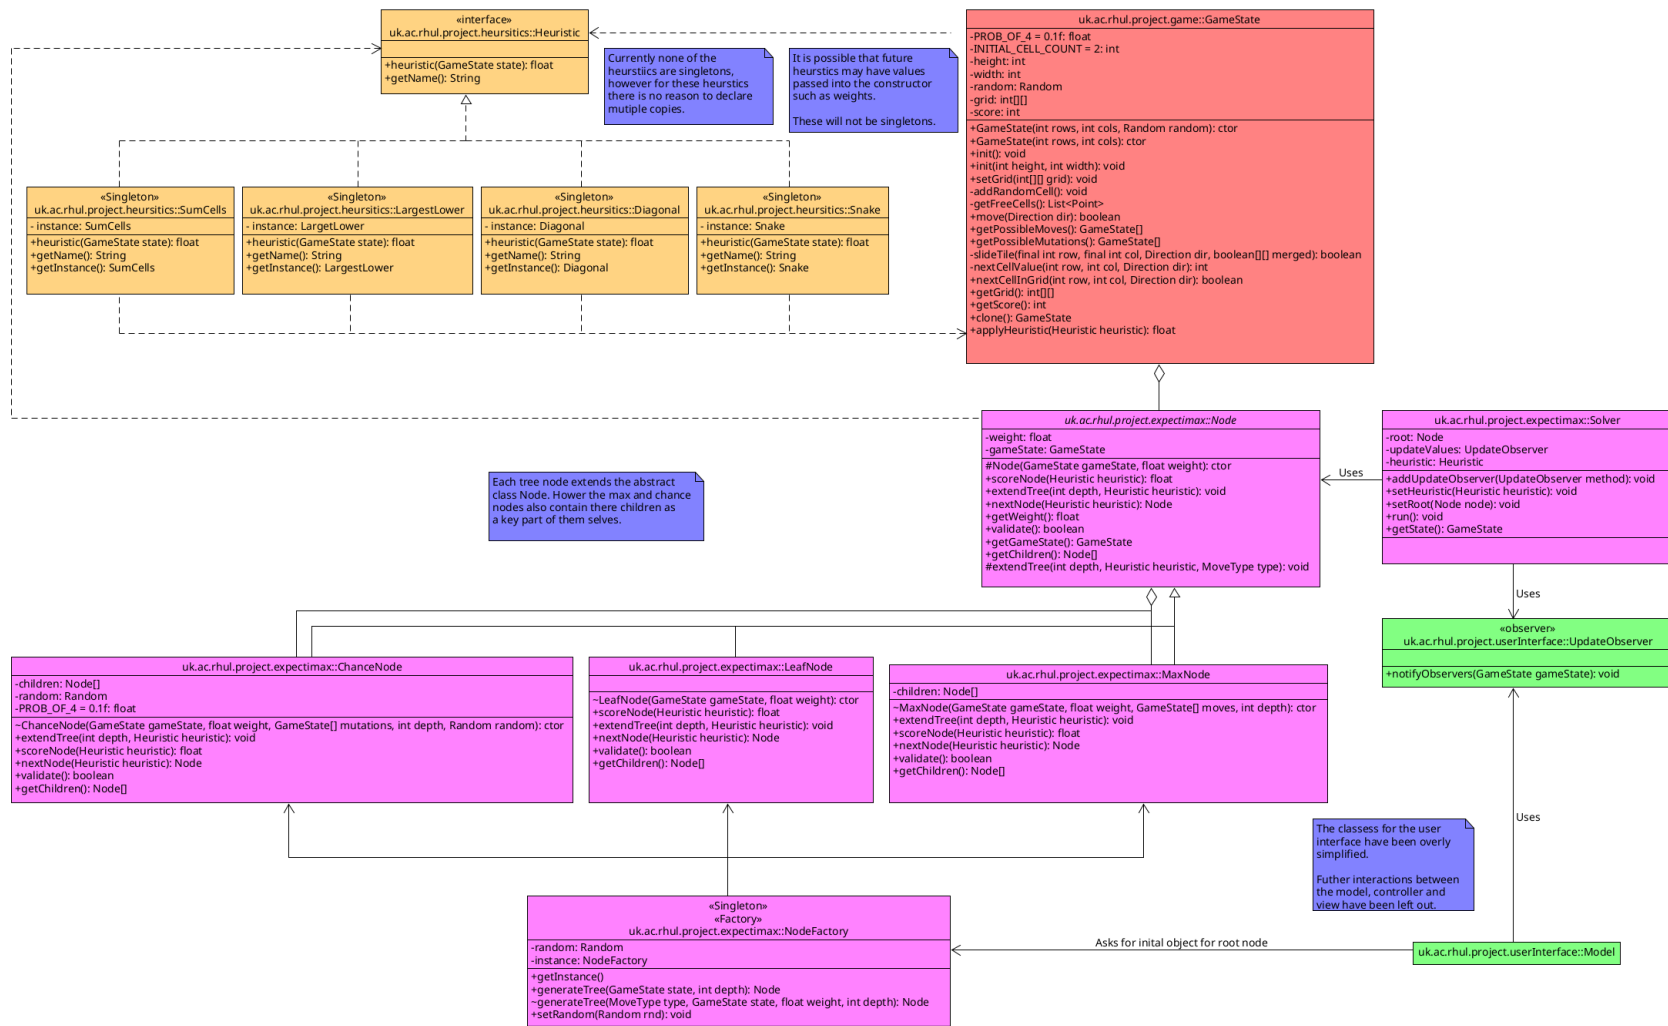 «interface»
uk.ac.rhul.project.heursitics::Heuristic
+heuristic(GameState state): float
+getName(): String
Currently none of the
heurstiics are singletons,
however for these heurstics
there is no reason to declare
mutiple copies.
It is possible that future
heurstics may have values
passed into the constructor
such as weights.
These will not be singletons.
uk.ac.rhul.project.game::GameState
-PROB_OF_4 = 0.1f: float
-INITIAL_CELL_COUNT = 2: int
-height: int
-width: int
-random: Random
-grid: int[][]
-score: int
+GameState(int rows, int cols, Random random): ctor
+GameState(int rows, int cols): ctor
+init(): void
+init(int height, int width): void
+setGrid(int[][] grid): void
-addRandomCell(): void
-getFreeCells(): List<Point>
+move(Direction dir): boolean
+getPossibleMoves(): GameState[]
+getPossibleMutations(): GameState[]
-slideTile(final int row, final int col, Direction dir, boolean[][] merged): boolean
-nextCellValue(int row, int col, Direction dir): int
+nextCellInGrid(int row, int col, Direction dir): boolean
+getGrid(): int[][]
+getScore(): int
+clone(): GameState
+applyHeuristic(Heuristic heuristic): float
«Singleton»
uk.ac.rhul.project.heursitics::SumCells
- instance: SumCells
+heuristic(GameState state): float
+getName(): String
+getInstance(): SumCells
«Singleton»
uk.ac.rhul.project.heursitics::LargestLower
- instance: LargetLower
+heuristic(GameState state): float
+getName(): String
+getInstance(): LargestLower
«Singleton»
uk.ac.rhul.project.heursitics::Diagonal
- instance: Diagonal
+heuristic(GameState state): float
+getName(): String
+getInstance(): Diagonal
«Singleton»
uk.ac.rhul.project.heursitics::Snake
- instance: Snake
+heuristic(GameState state): float
+getName(): String
+getInstance(): Snake
uk.ac.rhul.project.expectimax::Node
-weight: float
-gameState: GameState
#Node(GameState gameState, float weight): ctor
+scoreNode(Heuristic heuristic): float
+extendTree(int depth, Heuristic heuristic): void
+nextNode(Heuristic heuristic): Node
+getWeight(): float
+validate(): boolean
+getGameState(): GameState
+getChildren(): Node[]
#extendTree(int depth, Heuristic heuristic, MoveType type): void
Uses
uk.ac.rhul.project.expectimax::Solver
-root: Node
-updateValues: UpdateObserver
-heuristic: Heuristic
+addUpdateObserver(UpdateObserver method): void
+setHeuristic(Heuristic heuristic): void
+setRoot(Node node): void
+run(): void
+getState(): GameState
Each tree node extends the abstract
class Node. Hower the max and chance
nodes also contain there children as
a key part of them selves.
Uses
«observer»
uk.ac.rhul.project.userInterface::UpdateObserver
+notifyObservers(GameState gameState): void
uk.ac.rhul.project.expectimax::ChanceNode
-children: Node[]
-random: Random
-PROB_OF_4 = 0.1f: float
~ChanceNode(GameState gameState, float weight, GameState[] mutations, int depth, Random random): ctor
+extendTree(int depth, Heuristic heuristic): void
+scoreNode(Heuristic heuristic): float
+nextNode(Heuristic heuristic): Node
+validate(): boolean
+getChildren(): Node[]
uk.ac.rhul.project.expectimax::LeafNode
~LeafNode(GameState gameState, float weight): ctor
+scoreNode(Heuristic heuristic): float
+extendTree(int depth, Heuristic heuristic): void
+nextNode(Heuristic heuristic): Node
+validate(): boolean
+getChildren(): Node[]
uk.ac.rhul.project.expectimax::MaxNode
-children: Node[]
~MaxNode(GameState gameState, float weight, GameState[] moves, int depth): ctor
+extendTree(int depth, Heuristic heuristic): void
+scoreNode(Heuristic heuristic): float
+nextNode(Heuristic heuristic): Node
+validate(): boolean
+getChildren(): Node[]
Uses
The classess for the user
interface have been overly
simplified.
Futher interactions between
the model, controller and
view have been left out.
«Singleton»
«Factory»
uk.ac.rhul.project.expectimax::NodeFactory
-random: Random
-instance: NodeFactory
+getInstance()
+generateTree(GameState state, int depth): Node
~generateTree(MoveType type, GameState state, float weight, int depth): Node
+setRandom(Random rnd): void
Asks for inital object for root node
uk.ac.rhul.project.userInterface::Model